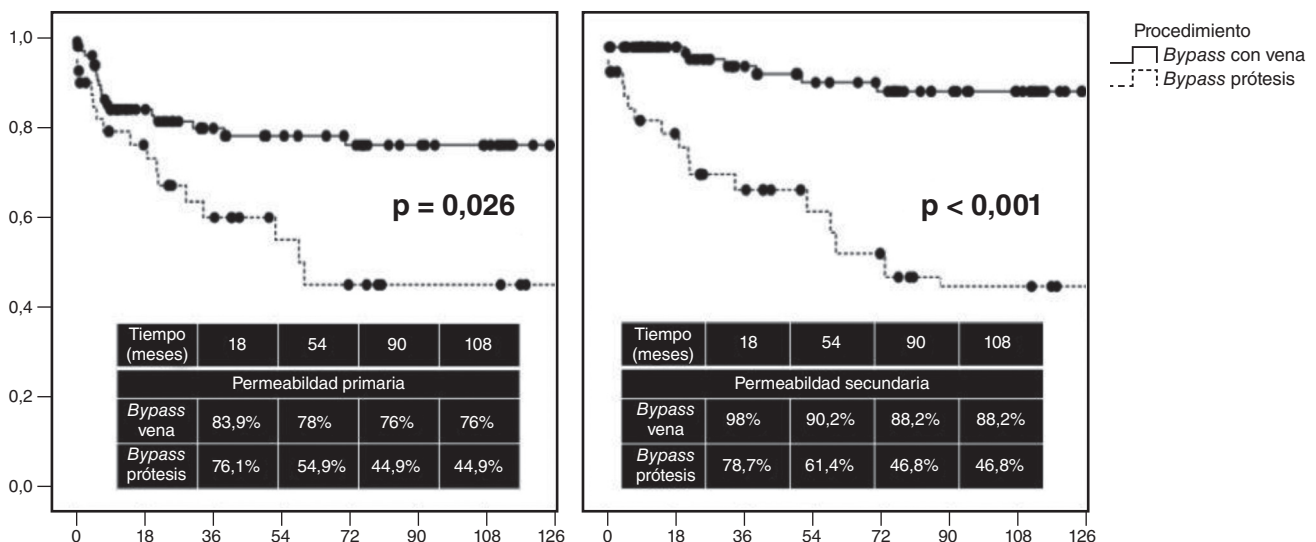 Procedimiento
Bypass con vena
Bypass prótesis
1,0
0,8
0,6
0,4
0,2
0,0
p = 0,026
Tiempo (meses) 18 54 90 108
Permeabildad primaria
Bypass vena 83,9% 78% 76% 76%
Bypass prótesis 76,1% 54,9% 44,9% 44,9%
0 18 36 54 72 90 108 126
p < 0,001
Tiempo (meses) 18 54 90 108
Permeabildad secundaria
Bypass vena 98% 90,2% 88,2% 88,2%
Bypass prótesis 78,7% 61,4% 46,8% 46,8%
0 18 36 54 72 90 108 126